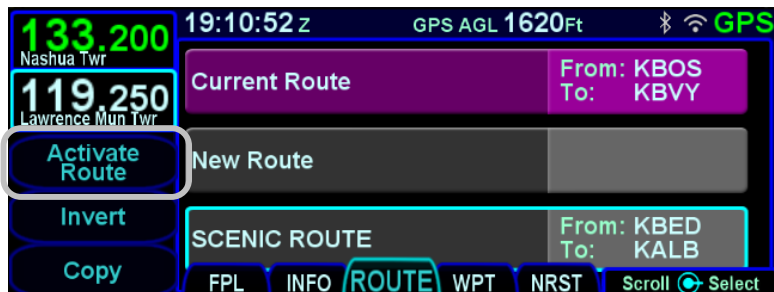 133.200
Nashua Twr
119.250
Lawrence Mun Twr
Activate
Route
Invert
Copy
19:10:52 Z GPS AGL 1620Ft GPS
Current Route From: KBOS
To: KBVY
New Route
SCENIC ROUTE From: KBED
To: KALB
FPL INFO ROUTE WPT NRST Scroll Select